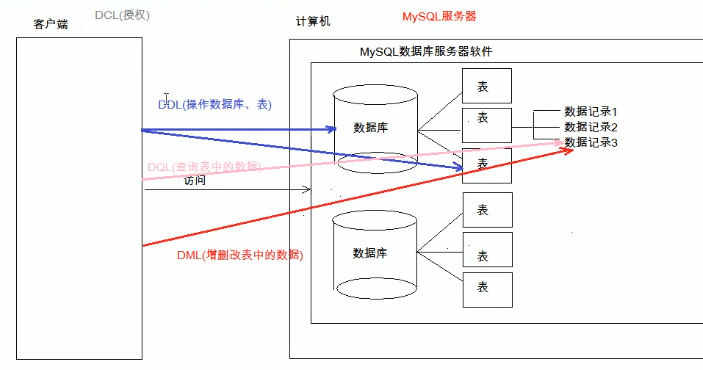 DCL(授权)
客户端
计算机
MySQL服务器
MySQL数据库服务器软件
DDL(操作数据库、表)
数据库
表
表
表
数据记录1
数据记录2
数据记录3
DQL(查询表中的数据)
访问
DML(增删改表中的数据)
数据库
表
表
表